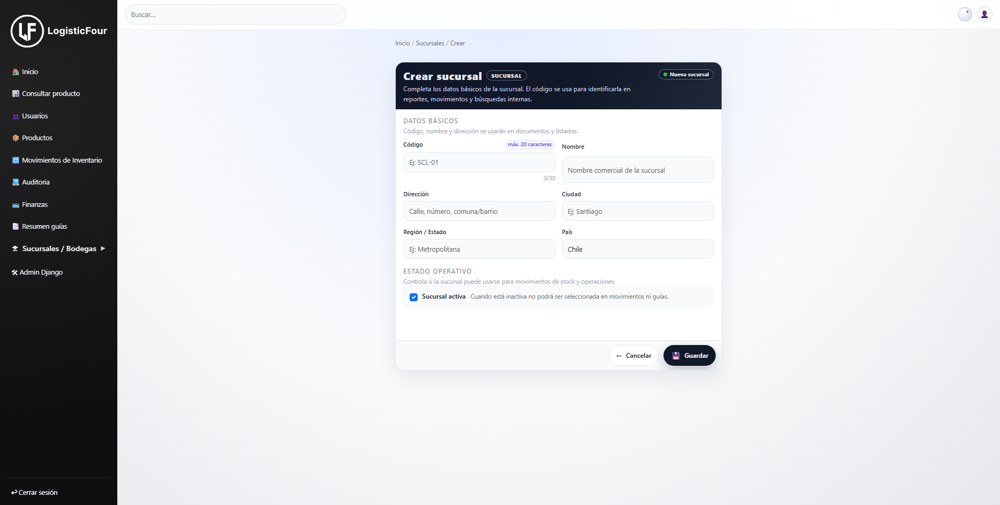 LF LogisticFour
Inicio
Consultar producto
Usuarios
Productos
Movimientos de Inventario
Auditoria
Finanzas
Resumen guías
Sucursales / Bodegas ▶
Admin Django
Cerrar sesión
Buscar...
Inicio / Sucursales / Crear
Crear sucursal SUCURSAL
Nueva sucursal
Completa los datos básicos de la sucursal. El código se usa para identificarla en
reportes, movimientos y búsquedas internas.
DATOS BÁSICOS
Código, nombre y dirección se usarán en documentos y listados.
Código máx. 20 caracteres
Ej: SCL-01
0/30
Nombre
Nombre comercial de la sucursal
Dirección
Calle, número, comuna/barrio
Ciudad
Ej: Santiago
Región / Estado
Ej: Metropolitana
País
Chile
ESTADO OPERATIVO
Controla si la sucursal puede usarse para movimientos de stock y operaciones.
Sucursal activa Cuando está inactiva no podrá ser seleccionada en movimientos ni guías.
← Cancelar
Guardar